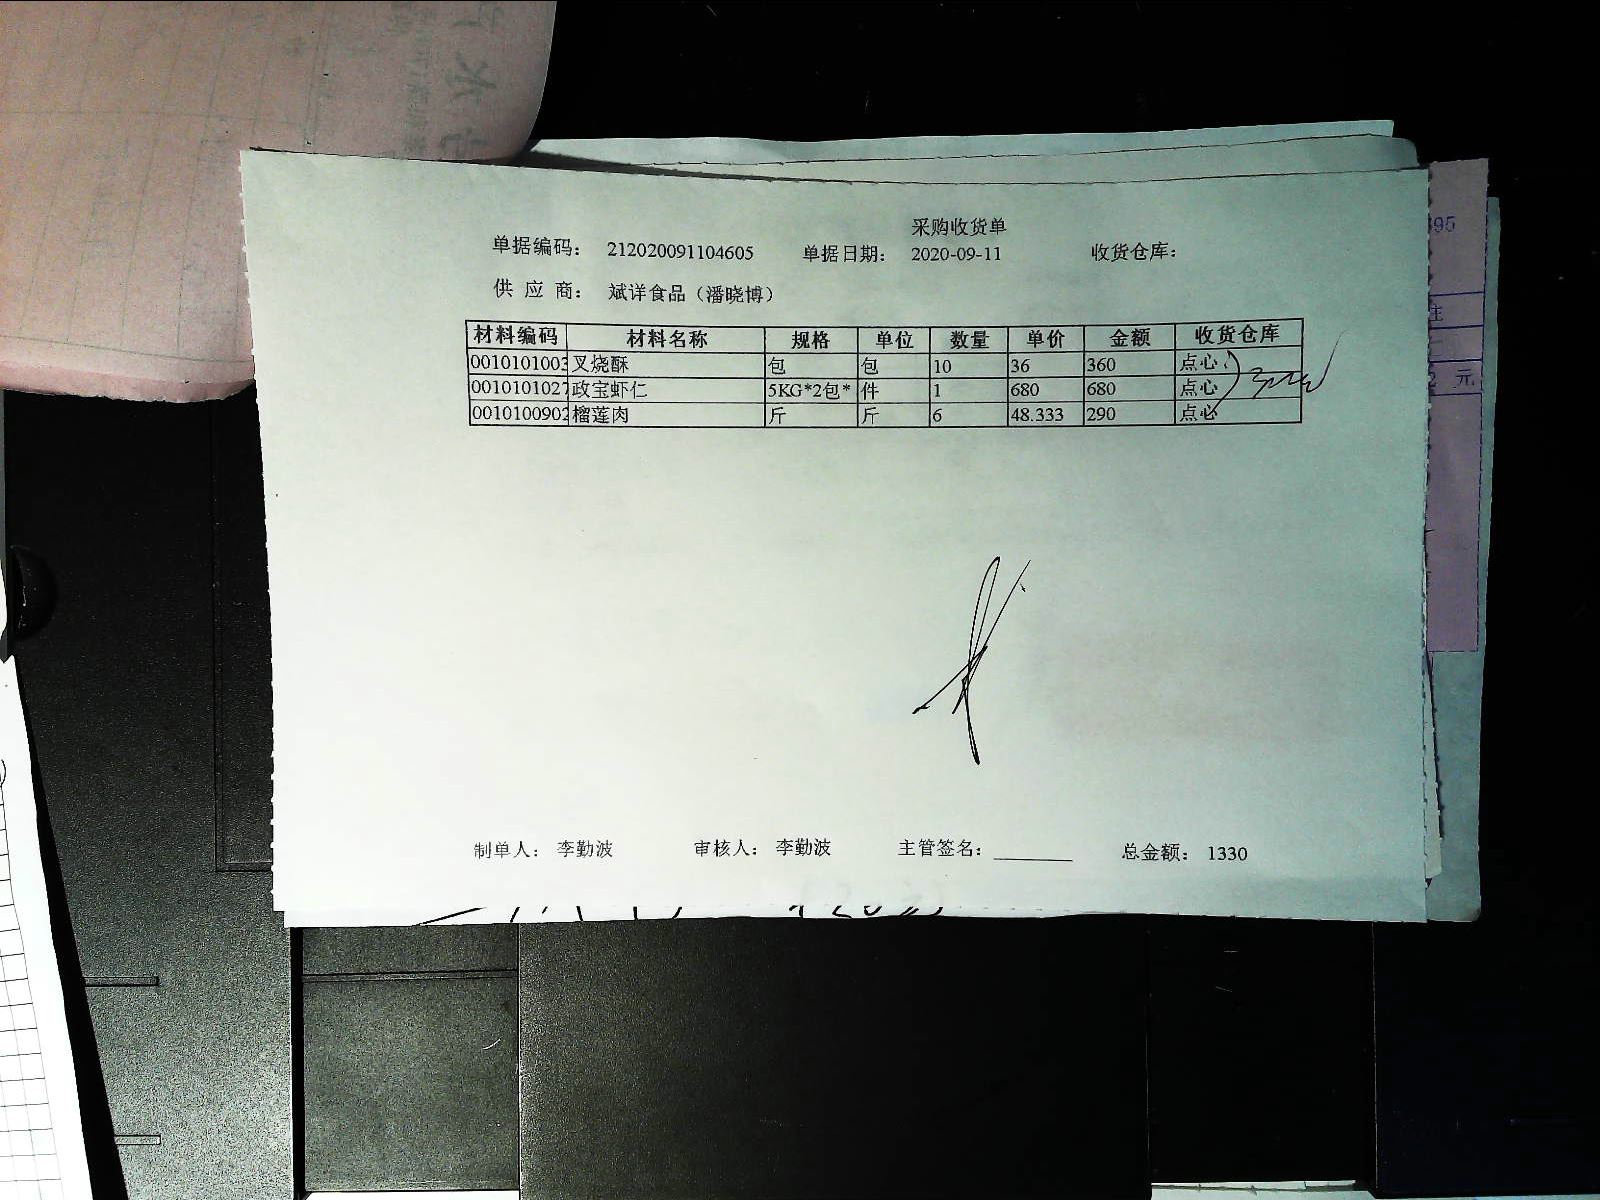 采购收货单
单据编码： 212020091104605 单据日期： 2020-09-11 收货仓库：
供 应 商： 斌详食品（潘晓博）
材料编码 材料名称 规格 单位 数量 单价 金额 收货仓库
0010101003 叉烧酥 包 包 10 36 360 点心
0010101027 政宝虾仁 5KG*2包* 件 1 680 680 点心
0010100902 榴莲肉 斤 斤 6 48.333 290 点心
制单人： 李勤波 审核人： 李勤波 主管签名： 总金额： 1330
元